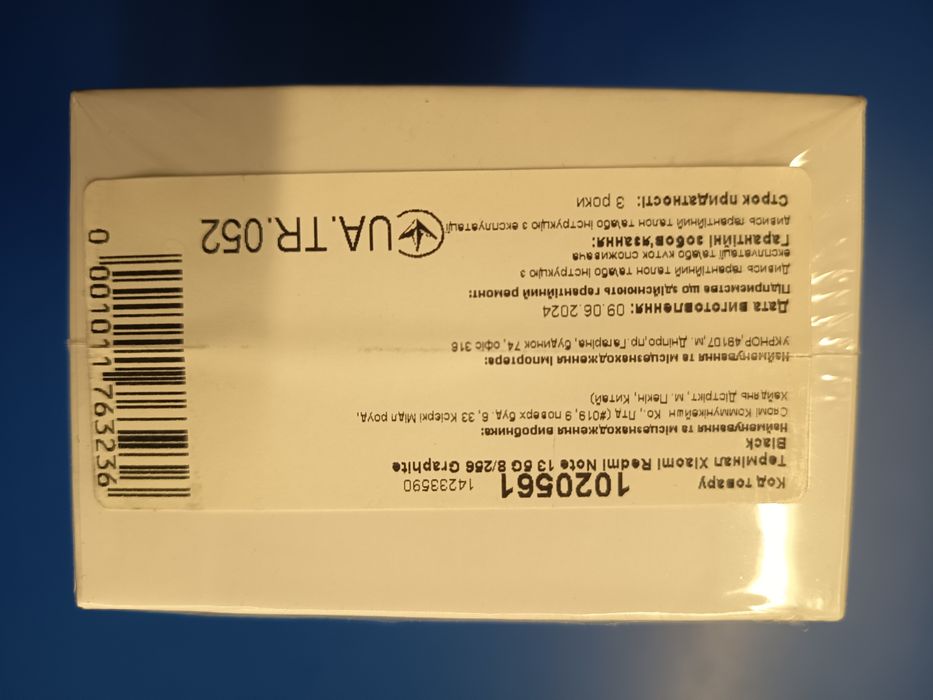 Код товару 1020561 14233590
Термінал Xiaomi Redmi Note 13 5G 8/256 Graphite
Black
Найменування та місцезнаходження виробника:
Сяомі Коммунікейшн Ко., Лтд (#019, 9 поверх буд. 6, 33 Ксіеркі Мідл роуд,
Хайдянь Дістрікт, м. Пекін, Китай)
Найменування та місцезнаходження імпортера:
УКРНОР,49107,м. Дніпро,пр.Гагаріна, будинок 74, офіс 316
Дата виготовлення: 09.06.2024
Підприємства що здійснюють гарантійний ремонт:
Дивись гарантійний талон та\або інструкцію з
експлуатації та\або куток споживача
Гарантійні зобов'язання:
дивись гарантійний талон та\або інструкцію з експлуатації
Строк придатності: 3 роки
UA.TR.052
0 001011 763236